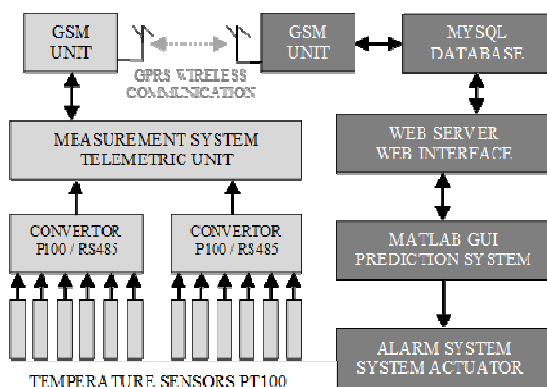 GSM
UNIT
GPRS WIRELESS
COMMUNICATION
GSM
UNIT
MYSQL
DATABASE
MEASUREMENT SYSTEM
TELEMETRIC UNIT
WEB SERVER
WEB INTERFACE
CONVERTOR
P100 / RS485
CONVERTOR
P100 / RS485
MATLAB GUI
PREDICTION SYSTEM
ALARM SYSTEM
SYSTEM ACTUATOR
TEMPERATURE SENSORS PT100